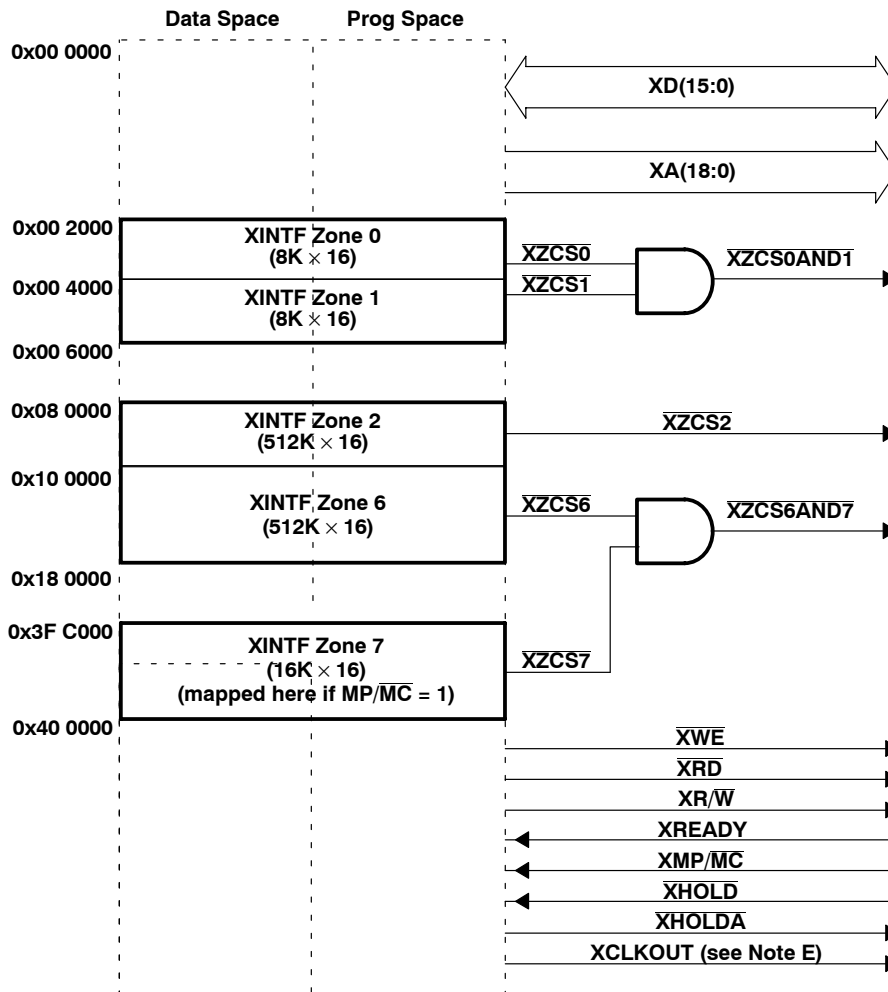 Data Space Prog Space
0x00 0000
XD(15:0)
XA(18:0)
0x00 2000
XINTF Zone 0
(8K × 16)
XZCS0
XZCS0AND1
0x00 4000
XZCS1
XINTF Zone 1
(8K × 16)
0x00 6000
0x08 0000
XINTF Zone 2
(512K × 16)
XZCS2
0x10 0000
XINTF Zone 6
(512K × 16)
XZCS6
XZCS6AND7
0x18 0000
0x3F C000
XINTF Zone 7
(16K × 16)
(mapped here if MP/MC = 1)
XZCS7
0x40 0000
XWE
XRD
XR/W
XREADY
XMP/MC
XHOLD
XHOLDA
XCLKOUT (see Note E)